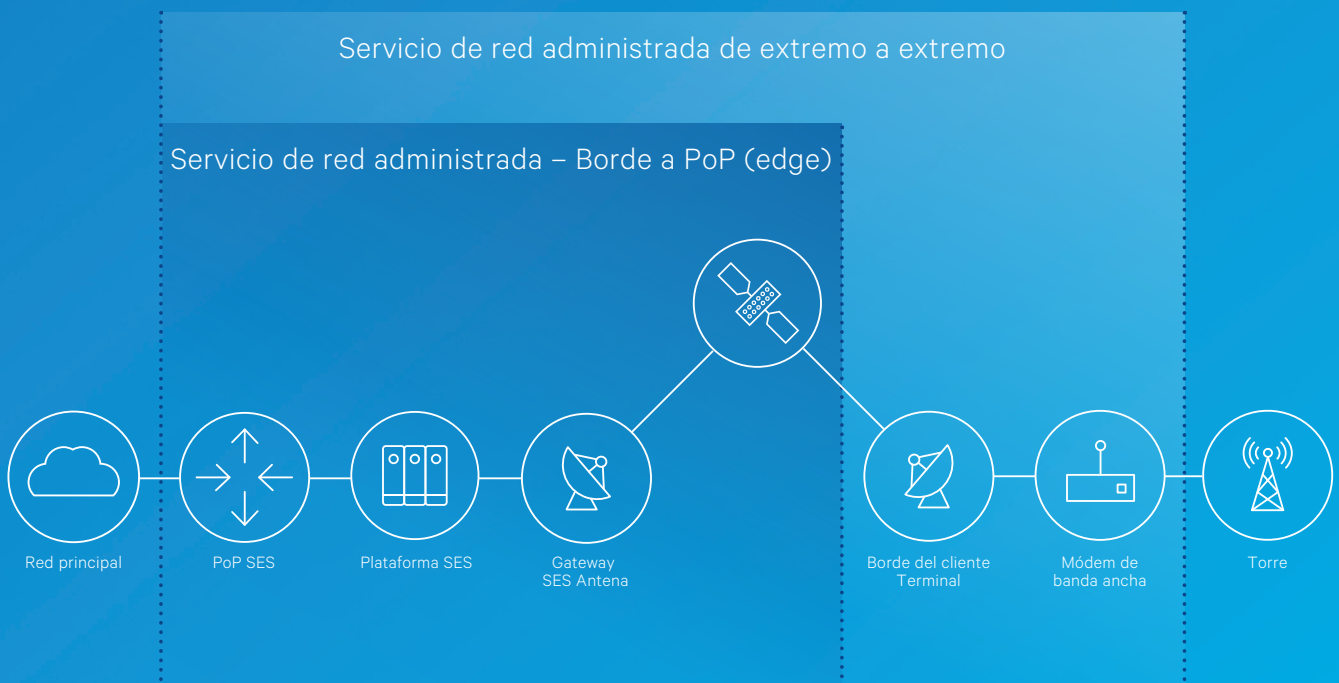 Servicio de red administrada de extremo a extremo
Servicio de red administrada – Borde a PoP (edge)
Red principal
PoP SES
Plataforma SES
Gateway
SES Antena
Borde del cliente
Terminal
Módem de
banda ancha
Torre